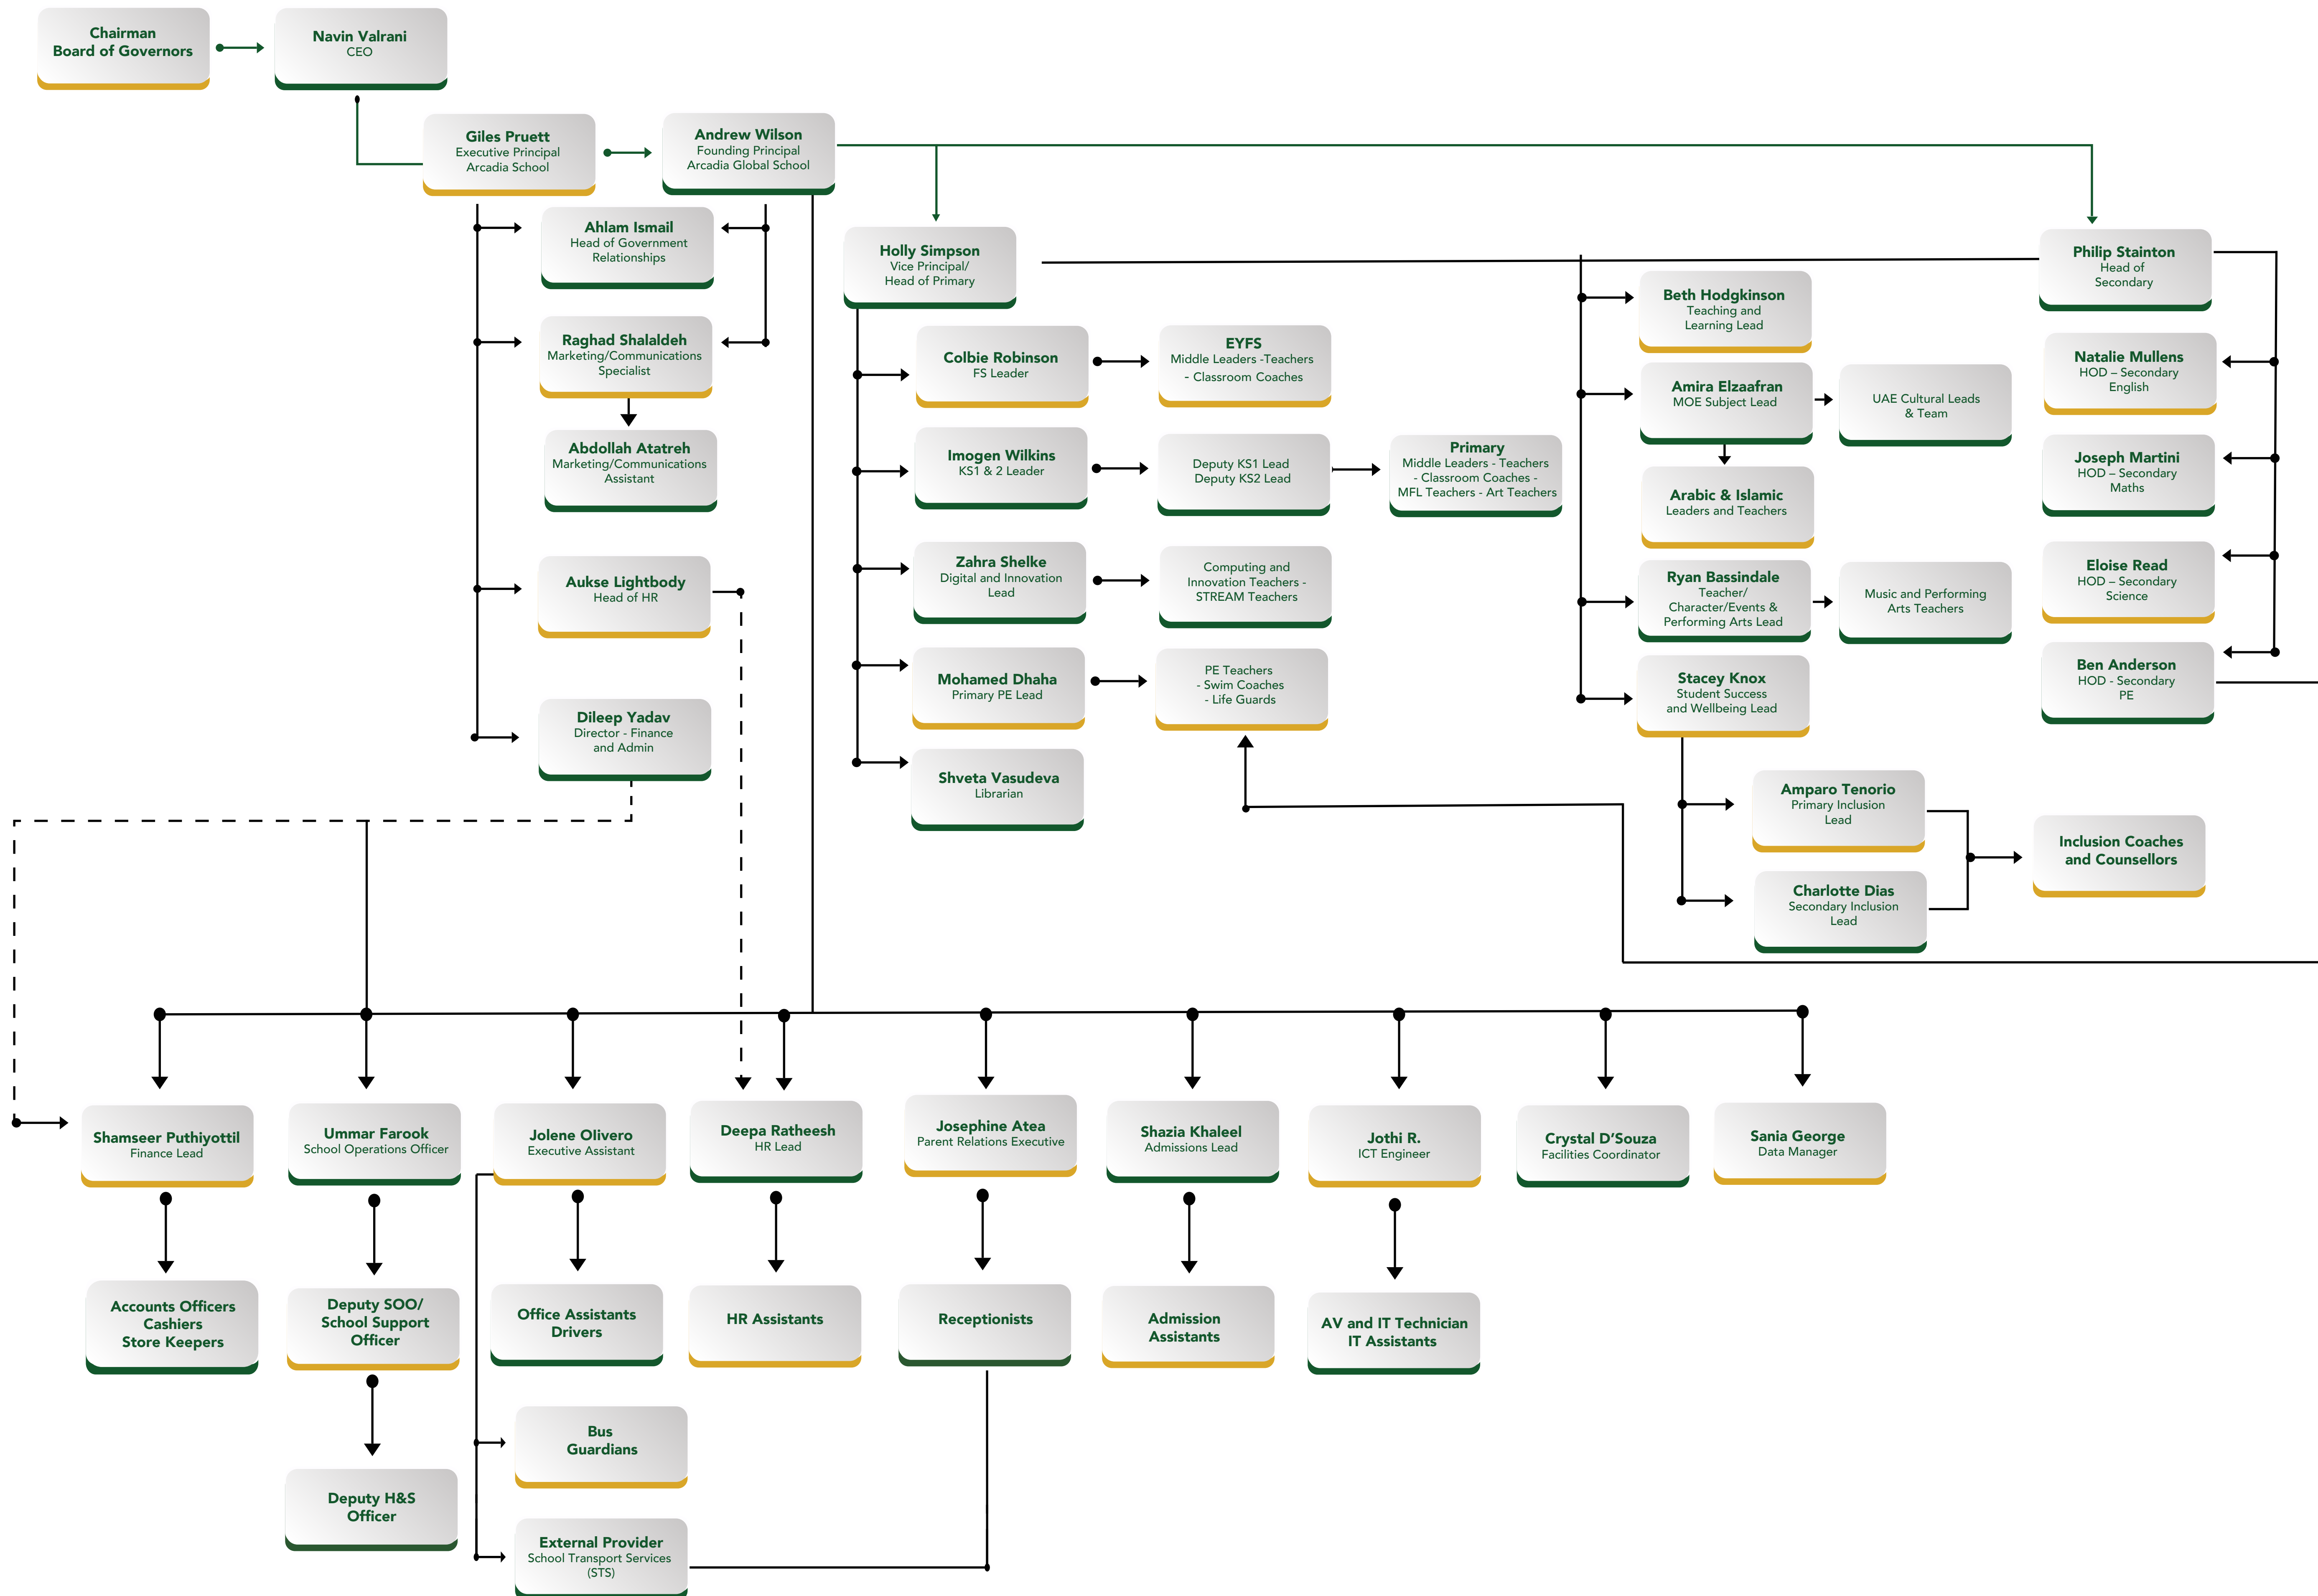 Chairman
Board of Governors
Navin Valrani
CEO
Giles Pruett
Executive Principal
Arcadia School
Andrew Wilson
Founding Principal
Arcadia Global School
Ahlam Ismail
Head of Government
Relationships
Raghad Shalaldeh
Marketing/Communications
Specialist
Abdollah Atatreh
Marketing/Communications
Assistant
Aukse Lightbody
Head of HR
Dileep Yadav
Director - Finance
and Admin
Holly Simpson
Vice Principal/
Head of Primary
Colbie Robinson
FS Leader
EYFS
Middle Leaders -Teachers
- Classroom Coaches
Imogen Wilkins
KS1 & 2 Leader
Deputy KS1 Lead
Deputy KS2 Lead
Primary
Middle Leaders - Teachers
- Classroom Coaches -
MFL Teachers - Art Teachers
Zahra Shelke
Digital and Innovation
Lead
Computing and
Innovation Teachers -
STREAM Teachers
Mohamed Dhaha
Primary PE Lead
PE Teachers
- Swim Coaches
- Life Guards
Shveta Vasudeva
Librarian
Beth Hodgkinson
Teaching and
Learning Lead
Amira Elzaafran
MOE Subject Lead
UAE Cultural Leads
& Team
Arabic & Islamic
Leaders and Teachers
Ryan Bassindale
Teacher/
Character/Events &
Performing Arts Lead
Music and Performing
Arts Teachers
Stacey Knox
Student Success
and Wellbeing Lead
Amparo Tenorio
Primary Inclusion
Lead
Charlotte Dias
Secondary Inclusion
Lead
Inclusion Coaches
and Counsellors
Philip Stainton
Head of
Secondary
Natalie Mullens
HOD – Secondary
English
Joseph Martini
HOD – Secondary
Maths
Eloise Read
HOD – Secondary
Science
Ben Anderson
HOD - Secondary
PE
Shamseer Puthiyottil
Finance Lead
Ummar Farook
School Operations Officer
Jolene Olivero
Executive Assistant
Deepa Ratheesh
HR Lead
Josephine Atea
Parent Relations Executive
Shazia Khaleel
Admissions Lead
Jothi R.
ICT Engineer
Crystal D’Souza
Facilities Coordinator
Sania George
Data Manager
Accounts Officers
Cashiers
Store Keepers
Deputy SOO/
School Support
Officer
Office Assistants
Drivers
HR Assistants
Receptionists
Admission
Assistants
AV and IT Technician
IT Assistants
Bus
Guardians
Deputy H&S
Officer
External Provider
School Transport Services
(STS)